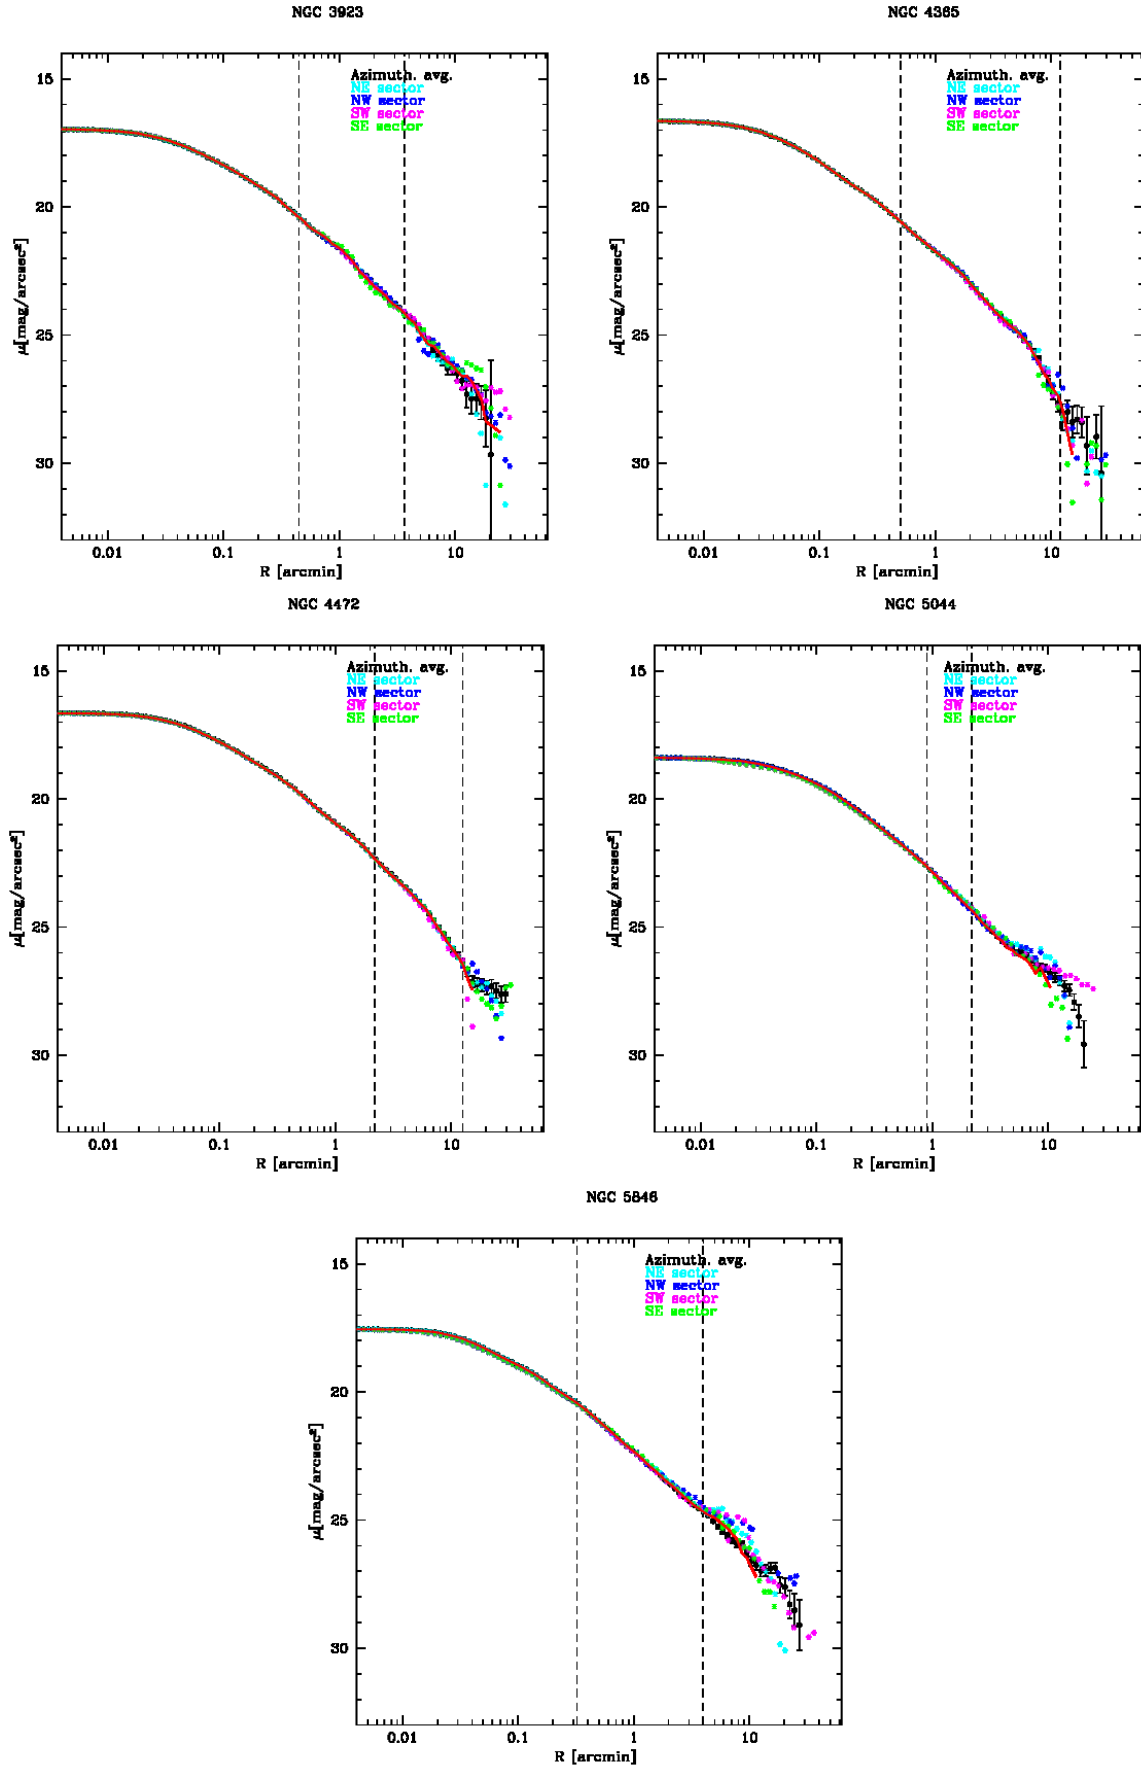 NGC 3923
Azimuth. avg.
NE sector
NW sector
SW sector
SE sector
15
20
25
30
μ[mag/arcsec²]
0.01 0.1 1 10
R [arcmin]
NGC 4365
Azimuth. avg.
NE sector
NW sector
SW sector
SE sector
15
20
25
30
μ[mag/arcsec²]
0.01 0.1 1 10
R [arcmin]
NGC 4472
Azimuth. avg.
NE sector
NW sector
SW sector
SE sector
15
20
25
30
μ[mag/arcsec²]
0.01 0.1 1 10
R [arcmin]
NGC 5044
Azimuth. avg.
NE sector
NW sector
SW sector
SE sector
15
20
25
30
μ[mag/arcsec²]
0.01 0.1 1 10
R [arcmin]
NGC 5846
Azimuth. avg.
NE sector
NW sector
SW sector
SE sector
15
20
25
30
μ[mag/arcsec²]
0.01 0.1 1 10
R [arcmin]